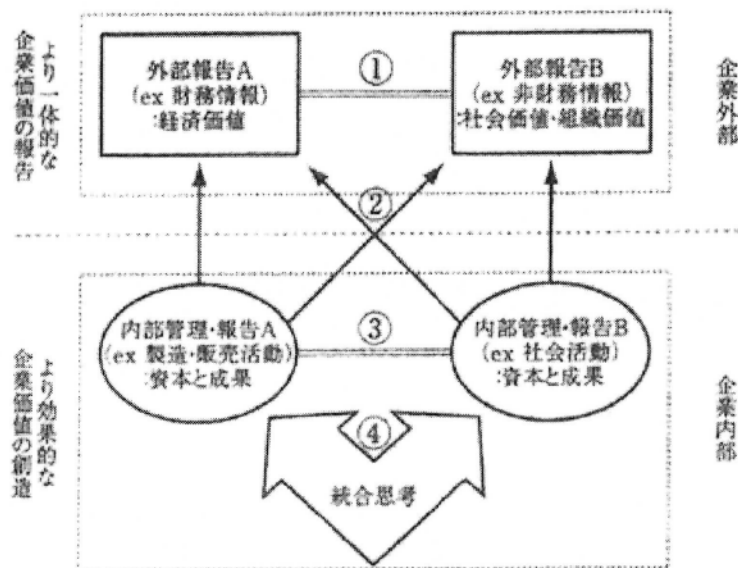 より一体的な
企業価値の報告
外部報告A
(ex 財務情報)
:経済価値
①
外部報告B
(ex 非財務情報)
:社会価値・組織価値
企業外部
②
より効果的な
企業価値の創造
内部管理・報告A
(ex 製造・販売活動)
:資本と成果
③
内部管理・報告B
(ex 社会活動)
:資本と成果
企業内部
④
統合思考